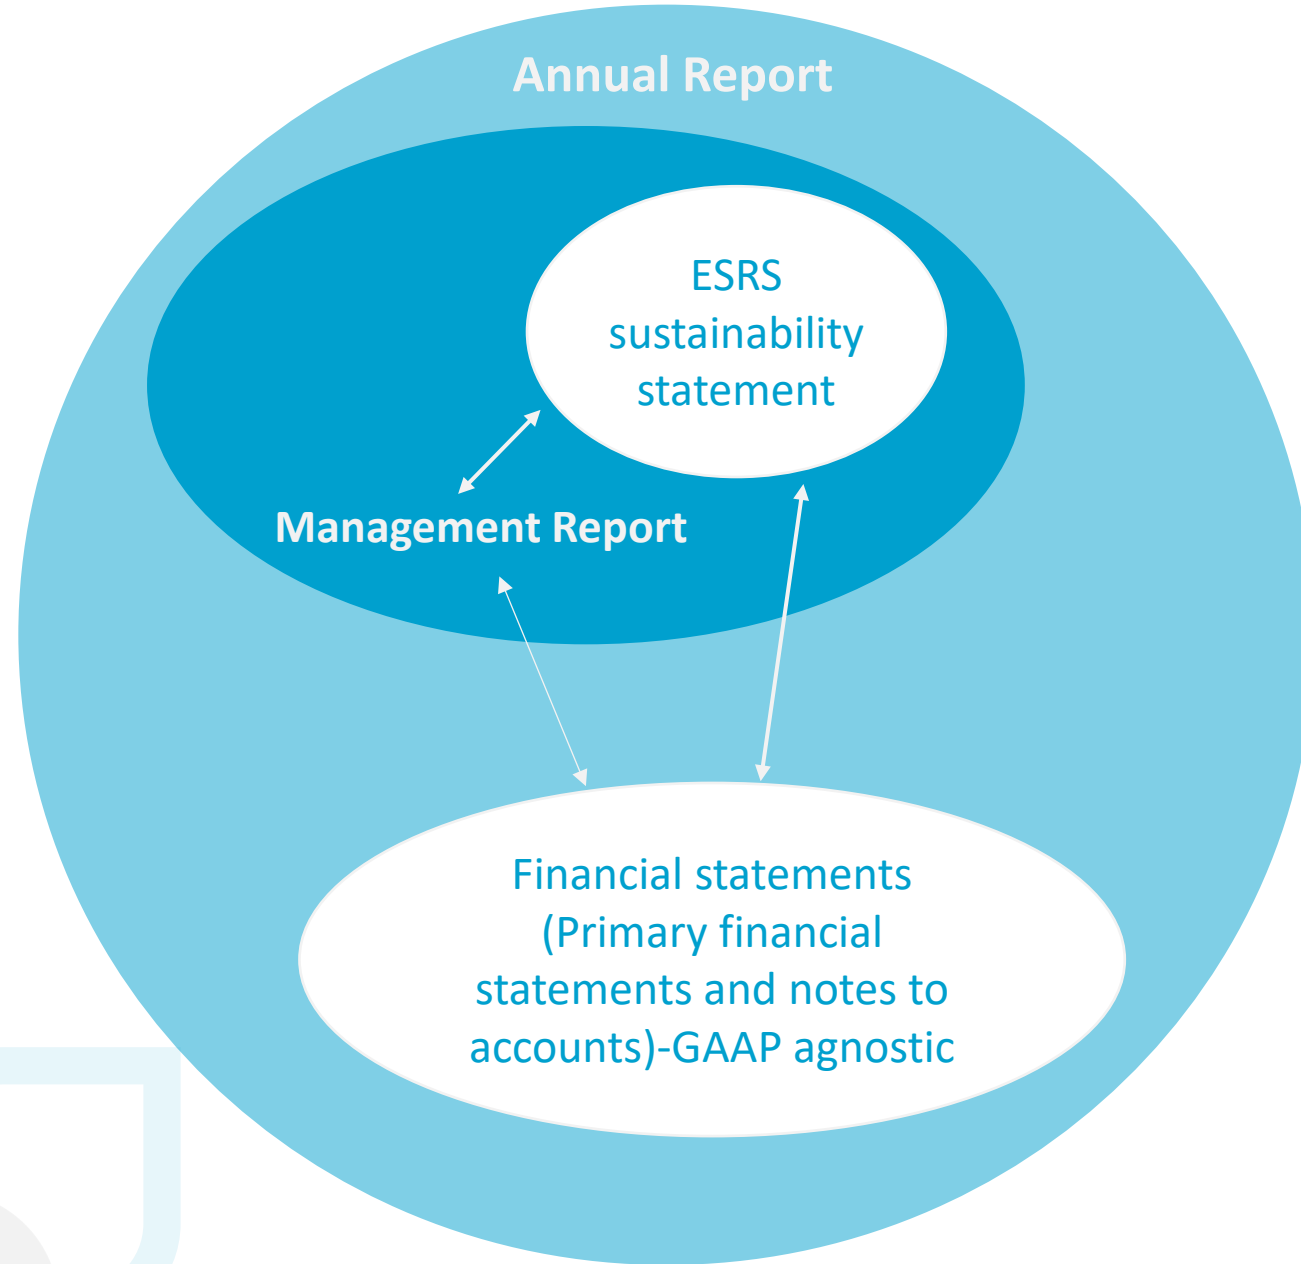 Annual Report
ESRS
sustainability
statement
Management Report
Financial statements
(Primary financial
statements and notes to
accounts)-GAAP agnostic